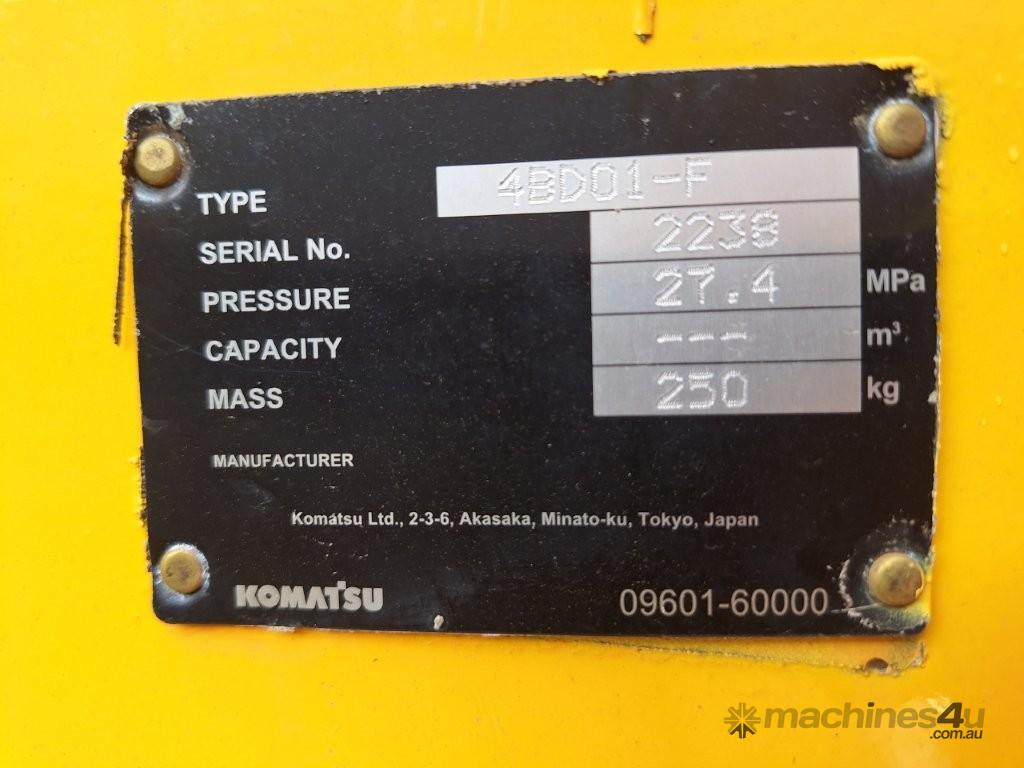 TYPE 4BD01-F
SERIAL No. 2238
PRESSURE 27.4 MPa
CAPACITY --- m³
MASS 250 kg
MANUFACTURER
Komatsu Ltd., 2-3-6, Akasaka, Minato-ku, Tokyo, Japan
KOMATSU 09601-60000
machines4u
.com.au